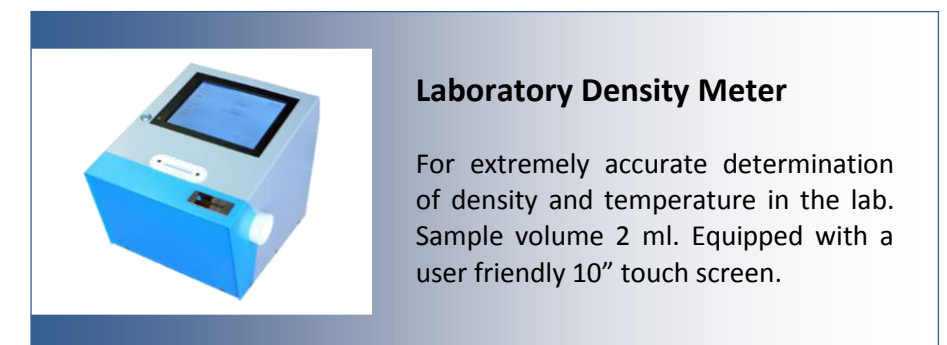 Laboratory Density Meter
For extremely accurate determination
of density and temperature in the lab.
Sample volume 2 ml. Equipped with a
user friendly 10” touch screen.